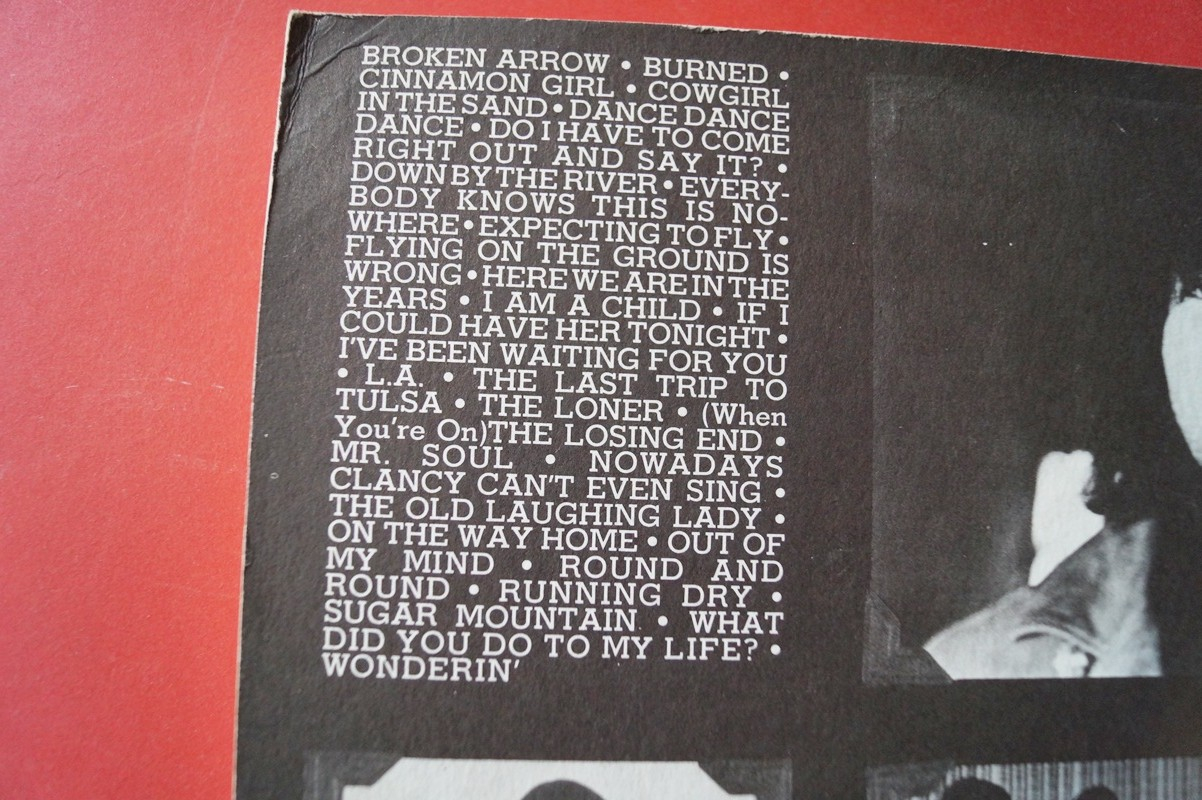 BROKEN ARROW • BURNED •
CINNAMON GIRL • COWGIRL
IN THE SAND • DANCE DANCE
DANCE • DO I HAVE TO COME
RIGHT OUT AND SAY IT? •
DOWN BY THE RIVER • EVERY-
BODY KNOWS THIS IS NO-
WHERE • EXPECTING TO FLY •
FLYING ON THE GROUND IS
WRONG • HERE WE ARE IN THE
YEARS • I AM A CHILD • IF I
COULD HAVE HER TONIGHT •
I'VE BEEN WAITING FOR YOU
• L.A. • THE LAST TRIP TO
TULSA • THE LONER • (When
You're On)THE LOSING END •
MR. SOUL • NOWADAYS
CLANCY CAN'T EVEN SING •
THE OLD LAUGHING LADY •
ON THE WAY HOME • OUT OF
MY MIND • ROUND AND
ROUND • RUNNING DRY •
SUGAR MOUNTAIN • WHAT
DID YOU DO TO MY LIFE? •
WONDERIN'